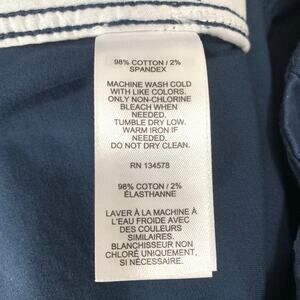 98% COTTON / 2%
SPANDEX
MACHINE WASH COLD
WITH LIKE COLORS.
ONLY NON-CHLORINE
BLEACH WHEN
NEEDED.
TUMBLE DRY LOW.
WARM IRON IF
NEEDED.
DO NOT DRY CLEAN.
RN 134578
98% COTON / 2%
ÉLASTHANNE
LAVER À LA MACHINE À
L'EAU FROIDE AVEC
DES COULEURS
SIMILAIRES.
BLANCHISSEUR NON
CHLORÉ UNIQUEMENT,
SI NÉCESSAIRE.